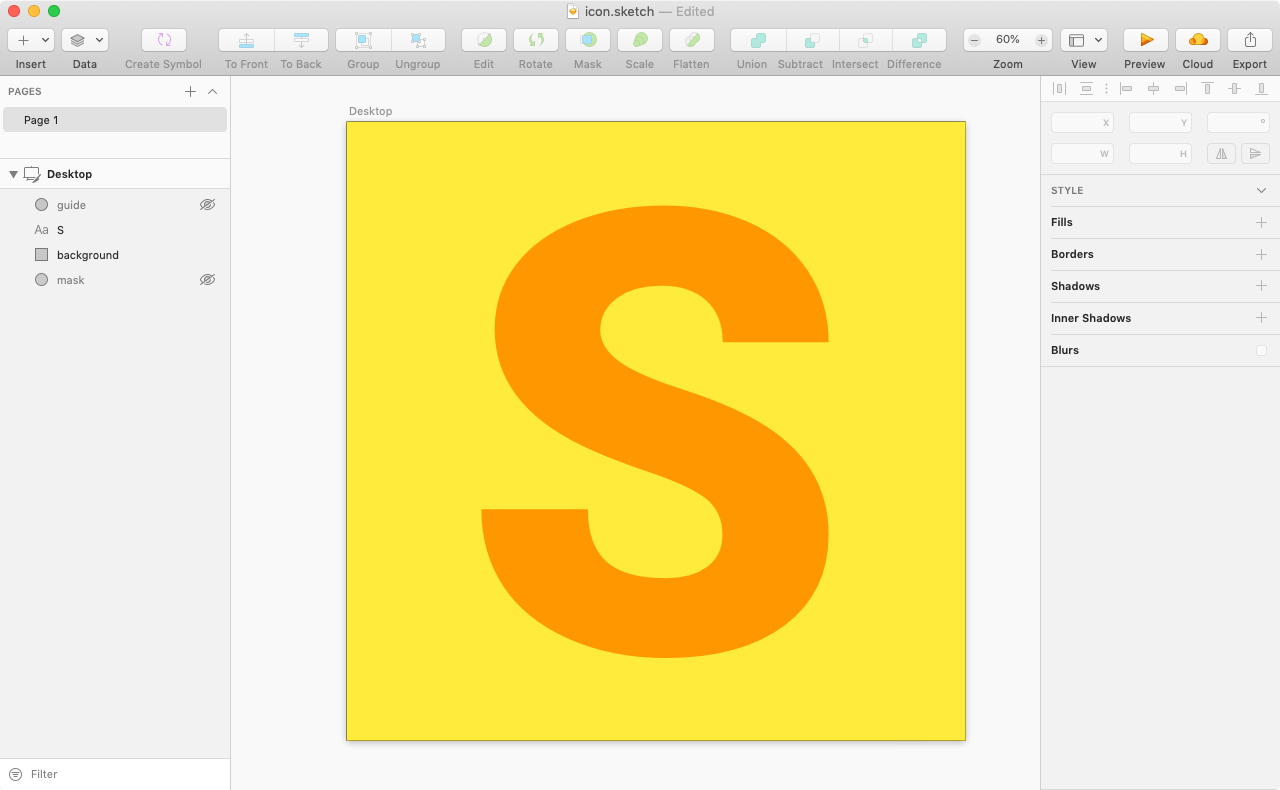 icon.sketch — Edited
Insert Data Create Symbol To Front To Back Group Ungroup Edit Rotate Mask Scale Flatten Union Subtract Intersect Difference 60% Zoom View Preview Cloud Export
PAGES
Page 1
Desktop
guide
Aa S
background
mask
Filter
Desktop
S
X Y °
W H
STYLE
Fills
Borders
Shadows
Inner Shadows
Blurs